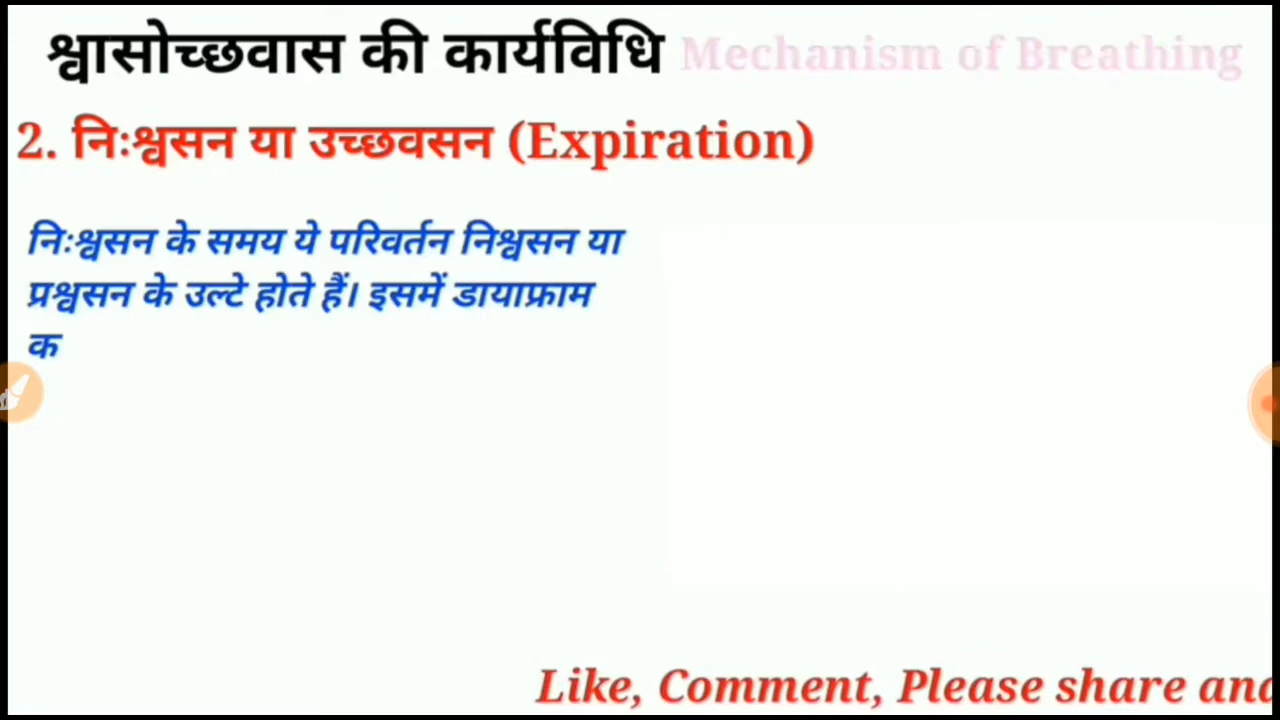 श्वासोच्छवास की कार्यविधि Mechanism of Breathing
2. निःश्वसन या उच्छवसन (Expiration)
निःश्वसन के समय ये परिवर्तन निश्वसन या
प्रश्वसन के उल्टे होते हैं। इसमें डायाफ्राम
क
Like, Comment, Please share and